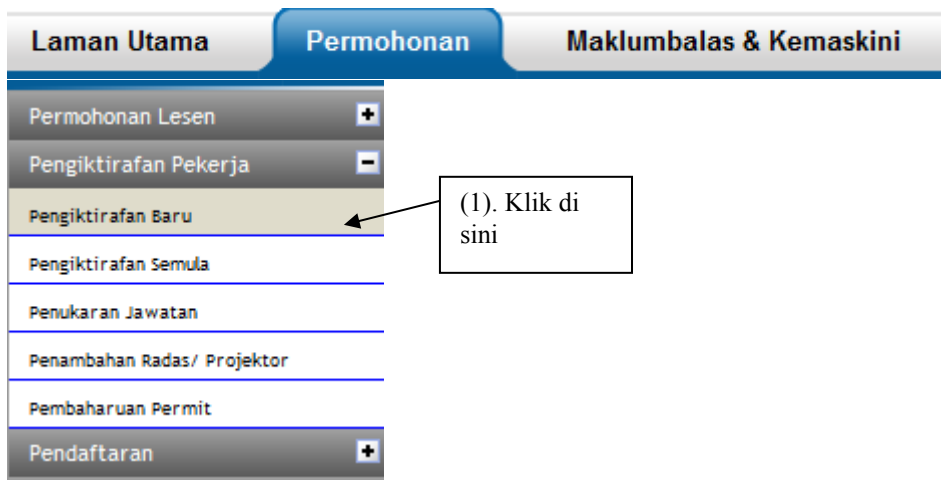 Laman Utama Permohonan Maklumbalas & Kemaskini
Permohonan Lesen
Pengiktirafan Pekerja
Pengiktirafan Baru
(1). Klik di
sini
Pengiktirafan Semula
Penukaran Jawatan
Penambahan Radas/ Projektor
Pembaharuan Permit
Pendaftaran